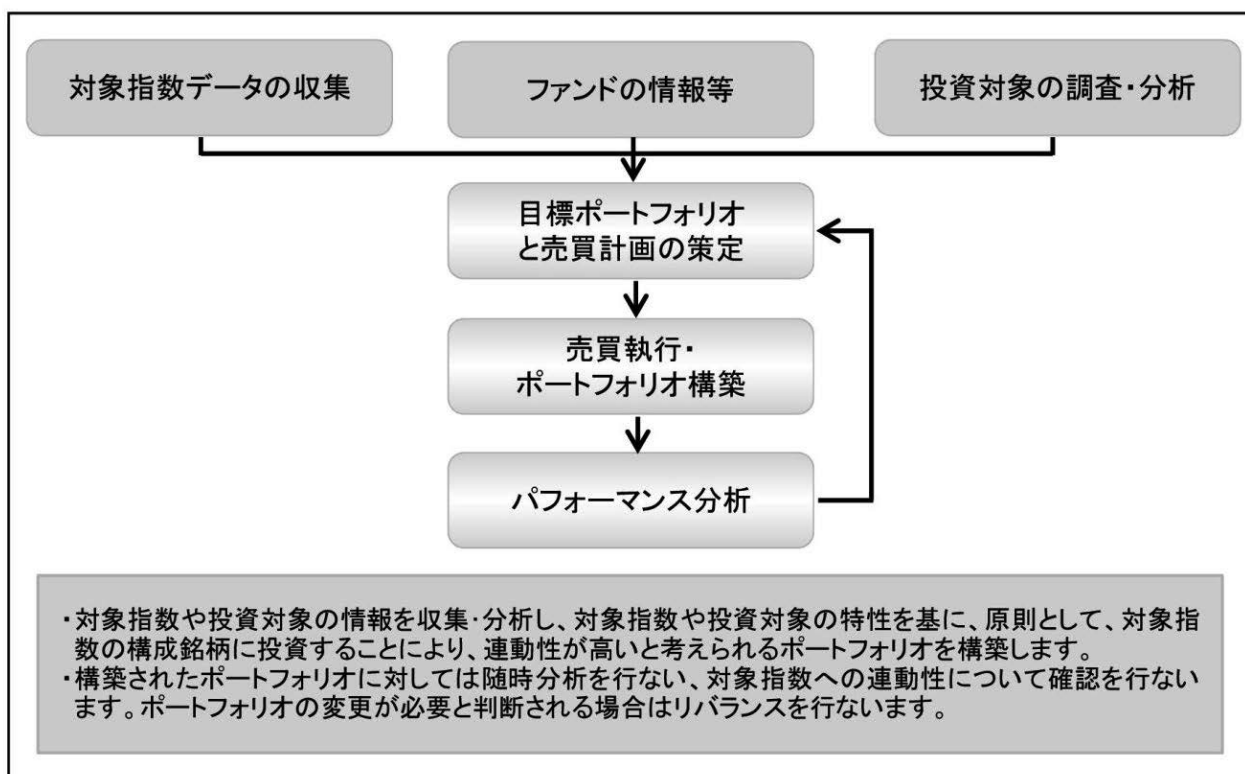 対象指数データの収集
ファンドの情報等
投資対象の調査・分析
目標ポートフォリオ
と売買計画の策定
売買執行・
ポートフォリオ構築
パフォーマンス分析
・対象指数や投資対象の情報を収集・分析し、対象指数や投資対象の特性を基に、原則として、対象指
数の構成銘柄に投資することにより、連動性が高いと考えられるポートフォリオを構築します。
・構築されたポートフォリオに対しては随時分析を行ない、対象指数への連動性について確認を行ない
ます。ポートフォリオの変更が必要と判断される場合はリバランスを行ないます。